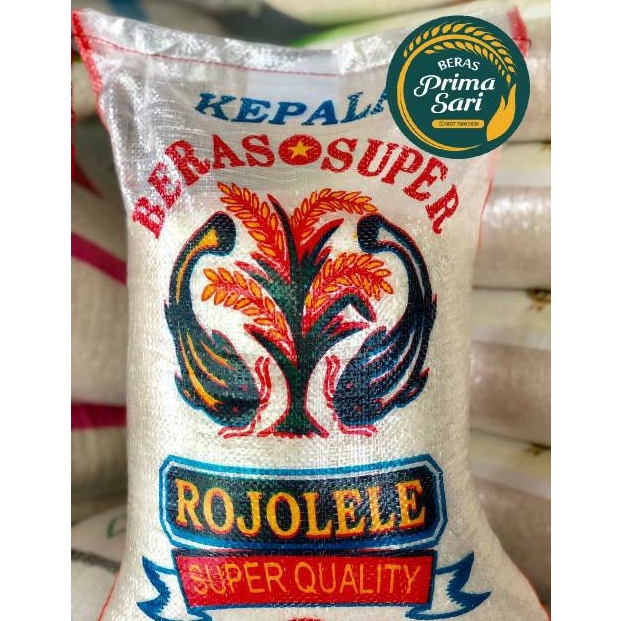 KEPALA
BERAS SUPER
ROJOLELE
SUPER QUALITY
BERAS
Prima
Sari